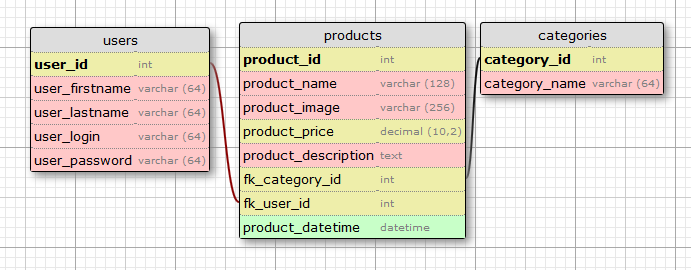 users
user_id int
user_firstname varchar (64)
user_lastname varchar (64)
user_login varchar (64)
user_password varchar (64)
products
product_id int
product_name varchar (128)
product_image varchar (256)
product_price decimal (10,2)
product_description text
fk_category_id int
fk_user_id int
product_datetime datetime
categories
category_id int
category_name varchar (64)